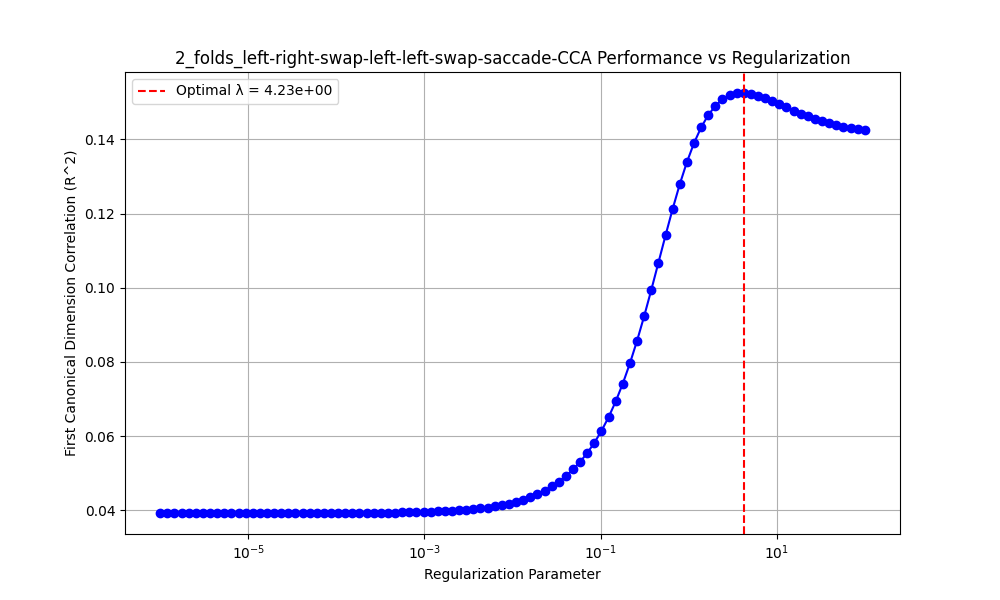 2_folds_left-right-swap-left-left-swap-saccade-CCA Performance vs Regularization
Optimal λ = 4.23e+00
First Canonical Dimension Correlation (R^2)
0.14
0.12
0.10
0.08
0.06
0.04
10^-5
10^-3
10^-1
10^1
Regularization Parameter